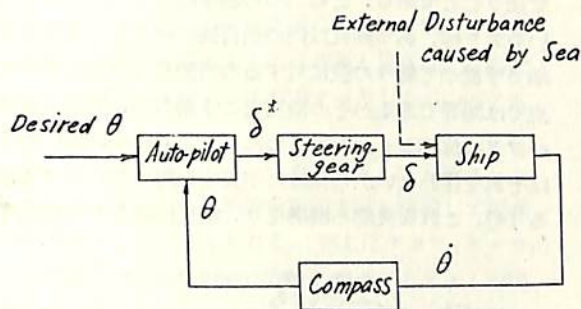 External Disturbance
caused by Sea
Desired θ
δ*
Auto-pilot
Steering-
gear
δ
Ship
θ
θ̇
Compass